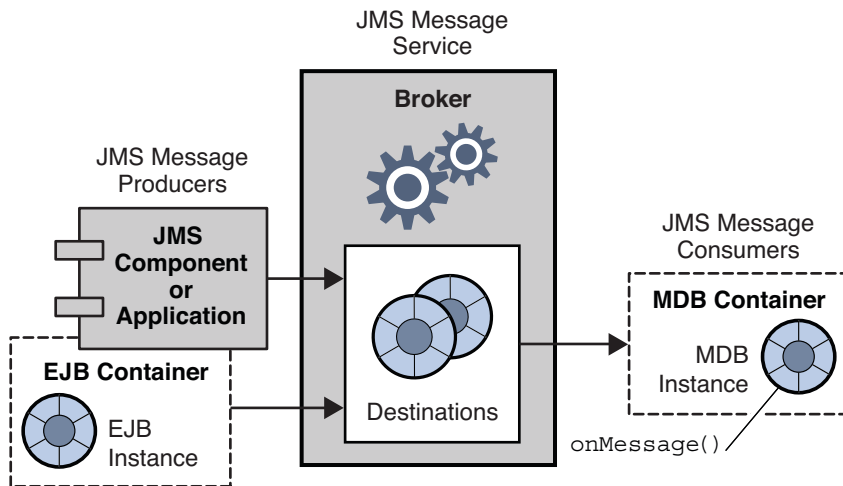 JMS Message
Service
Broker
JMS Message
Producers
JMS
Component
or
Application
EJB Container
EJB
Instance
Destinations
JMS Message
Consumers
MDB Container
MDB
Instance
onMessage()